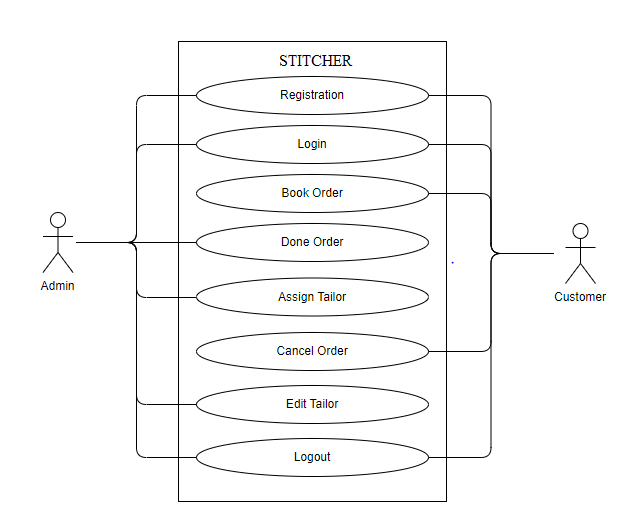 STITCHER
Registration
Login
Book Order
Done Order
Admin
Assign Tailor
Customer
Cancel Order
Edit Tailor
Logout